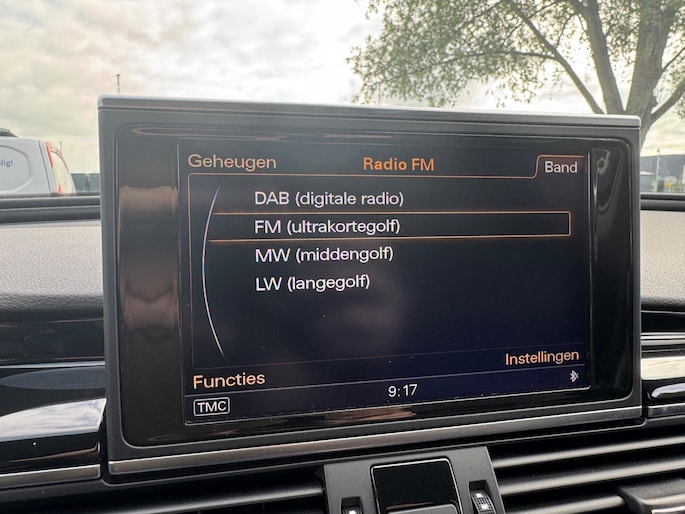 Geheugen Radio FM Band
DAB (digitale radio)
FM (ultrakortegolf)
MW (middengolf)
LW (langegolf)
Instellingen
Functies
TMC 9:17